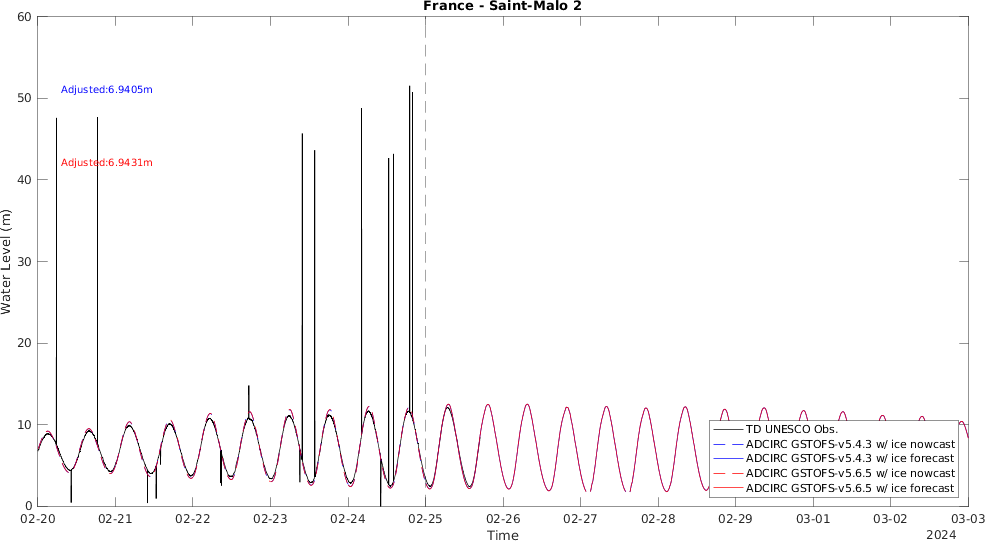 France - Saint-Malo 2
60
50
40
30
20
10
0
Water Level (m)
Adjusted:6.9405m
Adjusted:6.9431m
TD UNESCO Obs.
ADCIRC GSTOFS-v5.4.3 w/ ice nowcast
ADCIRC GSTOFS-v5.4.3 w/ ice forecast
ADCIRC GSTOFS-v5.6.5 w/ ice nowcast
ADCIRC GSTOFS-v5.6.5 w/ ice forecast
02-20 02-21 02-22 02-23 02-24 02-25 02-26 02-27 02-28 02-29 03-01 03-02 03-03
Time
2024